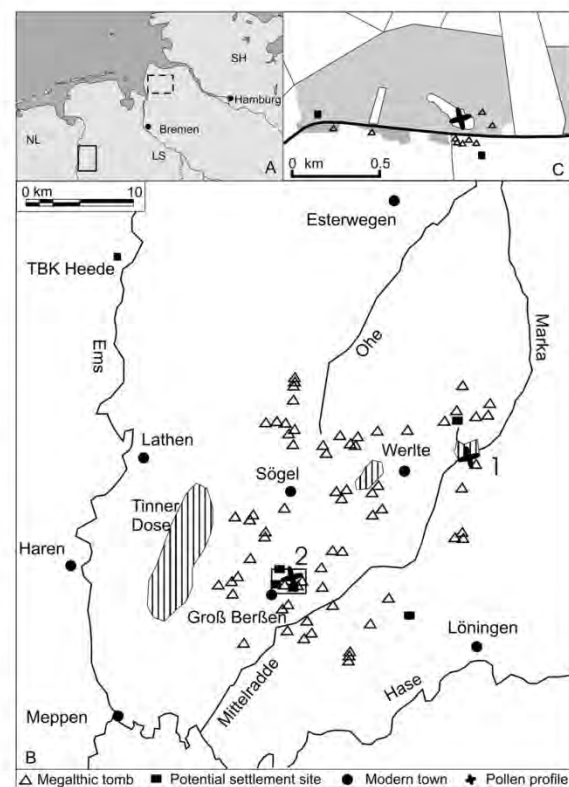 SH
Hamburg
Bremen
NL
LS
A
0 km 0.5
C
0 km 10
Esterwegen
TBK Heede
Ems
Ohe
Marka
Lathen
Werlte
1
Sögel
Tinner
Dose
Haren
2
Groß Berßen
Löningen
Mittelradde
Hase
Meppen
B
Megalthic tomb Potential settlement site Modern town Pollen profile